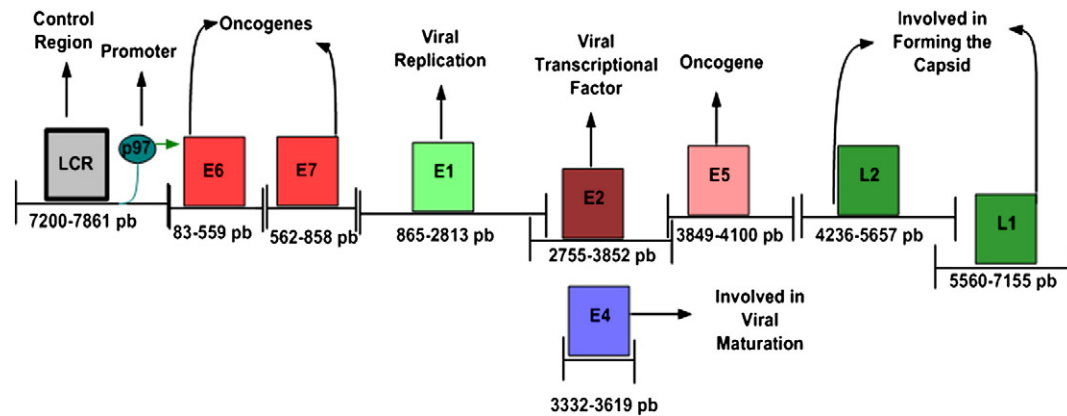 Control
Region
Promoter
Oncogenes
Viral
Replication
Viral
Transcriptional
Factor
Oncogene
Involved in
Forming the
Capsid
LCR
p97
E6
E7
E1
E2
E5
L2
L1
7200-7861 pb
83-559 pb
562-858 pb
865-2813 pb
2755-3852 pb
3849-4100 pb
4236-5657 pb
5560-7155 pb
E4
Involved in
Viral
Maturation
3332-3619 pb